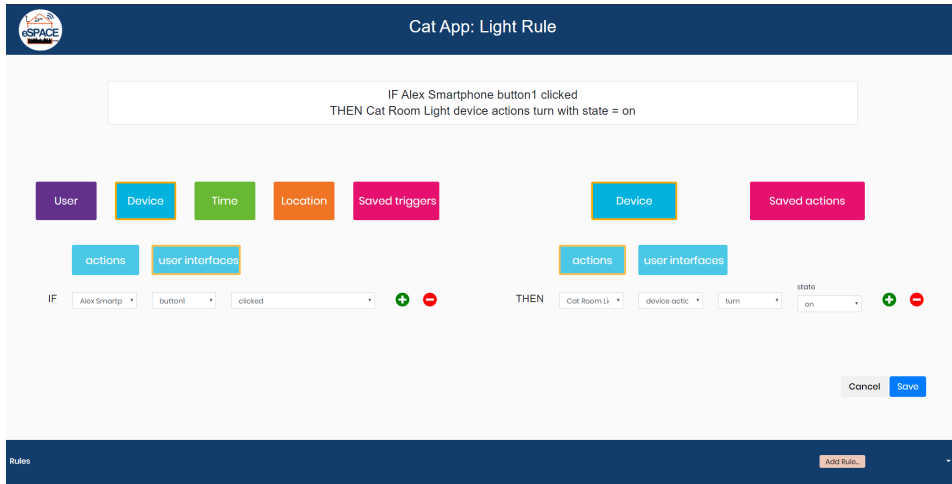 eSPACE
Cat App: Light Rule
IF Alex Smartphone button1 clicked
THEN Cat Room Light device actions turn with state = on
User Device Time Location Saved triggers Device Saved actions
actions user interfaces actions user interfaces
state
IF Alex Smartp button1 clicked THEN Cat Room Li device actic turn on
Cancel Save
Rules Add Rule...